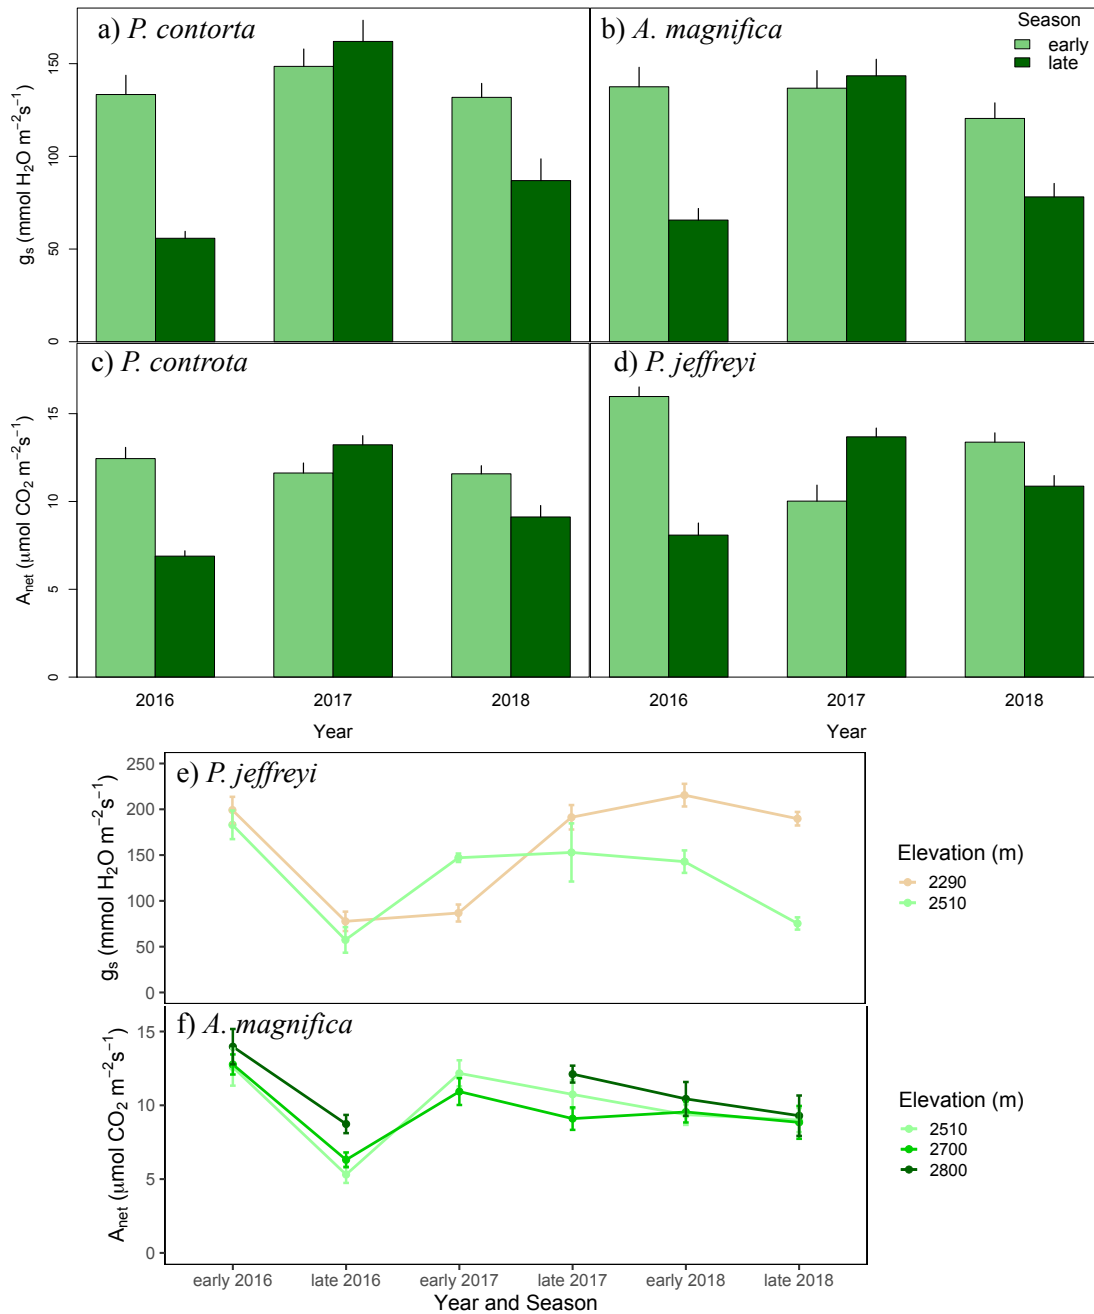 a) P. contorta
b) A. magnifica
Season
early
late
gs (mmol H2O m−2s−1)
150
100
50
0
c) P. controta
d) P. jeffreyi
Anet (μmol CO2 m−2s−1)
15
10
5
0
2016
2017
2018
2016
2017
2018
Year
Year
e) P. jeffreyi
gs (mmol H2O m−2s−1)
250
200
150
100
50
0
Elevation (m)
2290
2510
f) A. magnifica
Anet (μmol CO2 m−2s−1)
15
10
5
0
Elevation (m)
2510
2700
2800
early 2016
late 2016
early 2017
late 2017
early 2018
late 2018
Year and Season